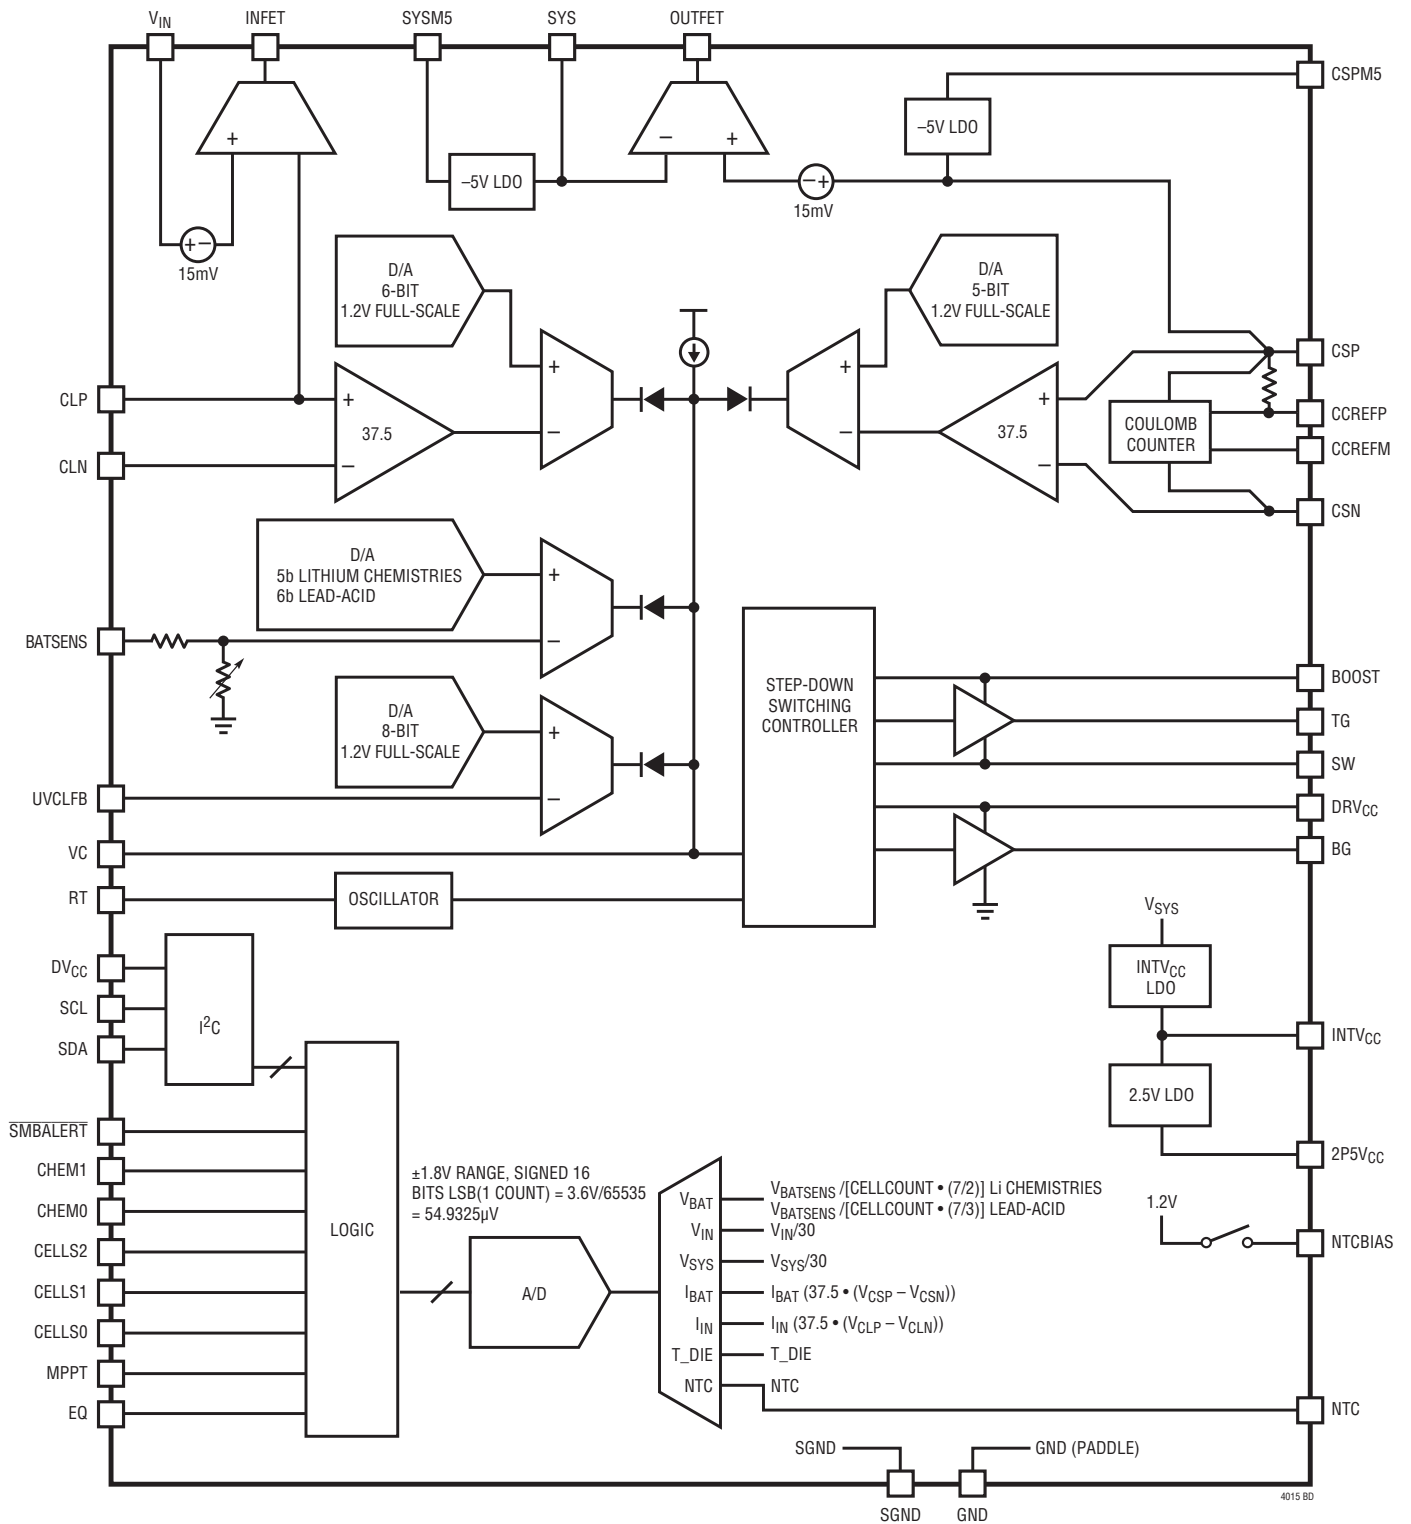 VIN
INFET
SYSM5
SYS
OUTFET
CSPM5
–5V LDO
+
– +
–5V LDO
–+
15mV
+–
15mV
D/A
6-BIT
1.2V FULL-SCALE
D/A
5-BIT
1.2V FULL-SCALE
CSP
CLP
+
37.5
–
+
–
+
–
+
37.5
–
COULOMB
COUNTER
CCREFP
CCREFM
CLN
CSN
D/A
5b LITHIUM CHEMISTRIES
6b LEAD-ACID
+
–
BATSENS
STEP-DOWN
SWITCHING
CONTROLLER
BOOST
TG
SW
DRVCC
BG
D/A
8-BIT
1.2V FULL-SCALE
+
–
UVCLFB
VC
RT
OSCILLATOR
VSYS
INTVCC
LDO
INTVCC
2.5V LDO
2P5VCC
DVCC
SCL
SDA
I2C
SMBALERT
CHEM1
CHEM0
CELLS2
CELLS1
CELLS0
MPPT
EQ
LOGIC
±1.8V RANGE, SIGNED 16
BITS LSB(1 COUNT) = 3.6V/65535
= 54.9325µV
A/D
VBAT
VIN
VSYS
IBAT
IIN
T_DIE
NTC
VBATSENS /[CELLCOUNT • (7/2)] Li CHEMISTRIES
VBATSENS /[CELLCOUNT • (7/3)] LEAD-ACID
VIN/30
VSYS/30
IBAT (37.5 • (VCSP – VCSN))
IIN (37.5 • (VCLP – VCLN))
T_DIE
NTC
1.2V
NTCBIAS
NTC
SGND
GND (PADDLE)
SGND
GND
4015 BD